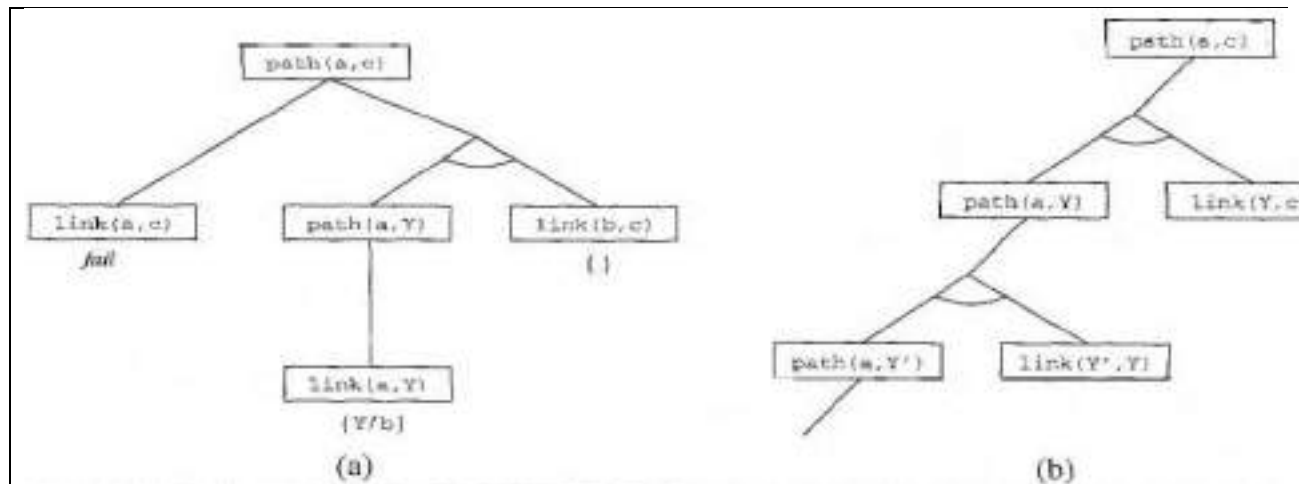 path(a,c)
link(a,c)
fail
path(a,Y)
link(b,c)
{ }
link(a,Y)
{Y/b}
(a)
path(a,c)
path(a,Y)
link(Y,c
path(a,Y')
link(Y',Y)
(b)